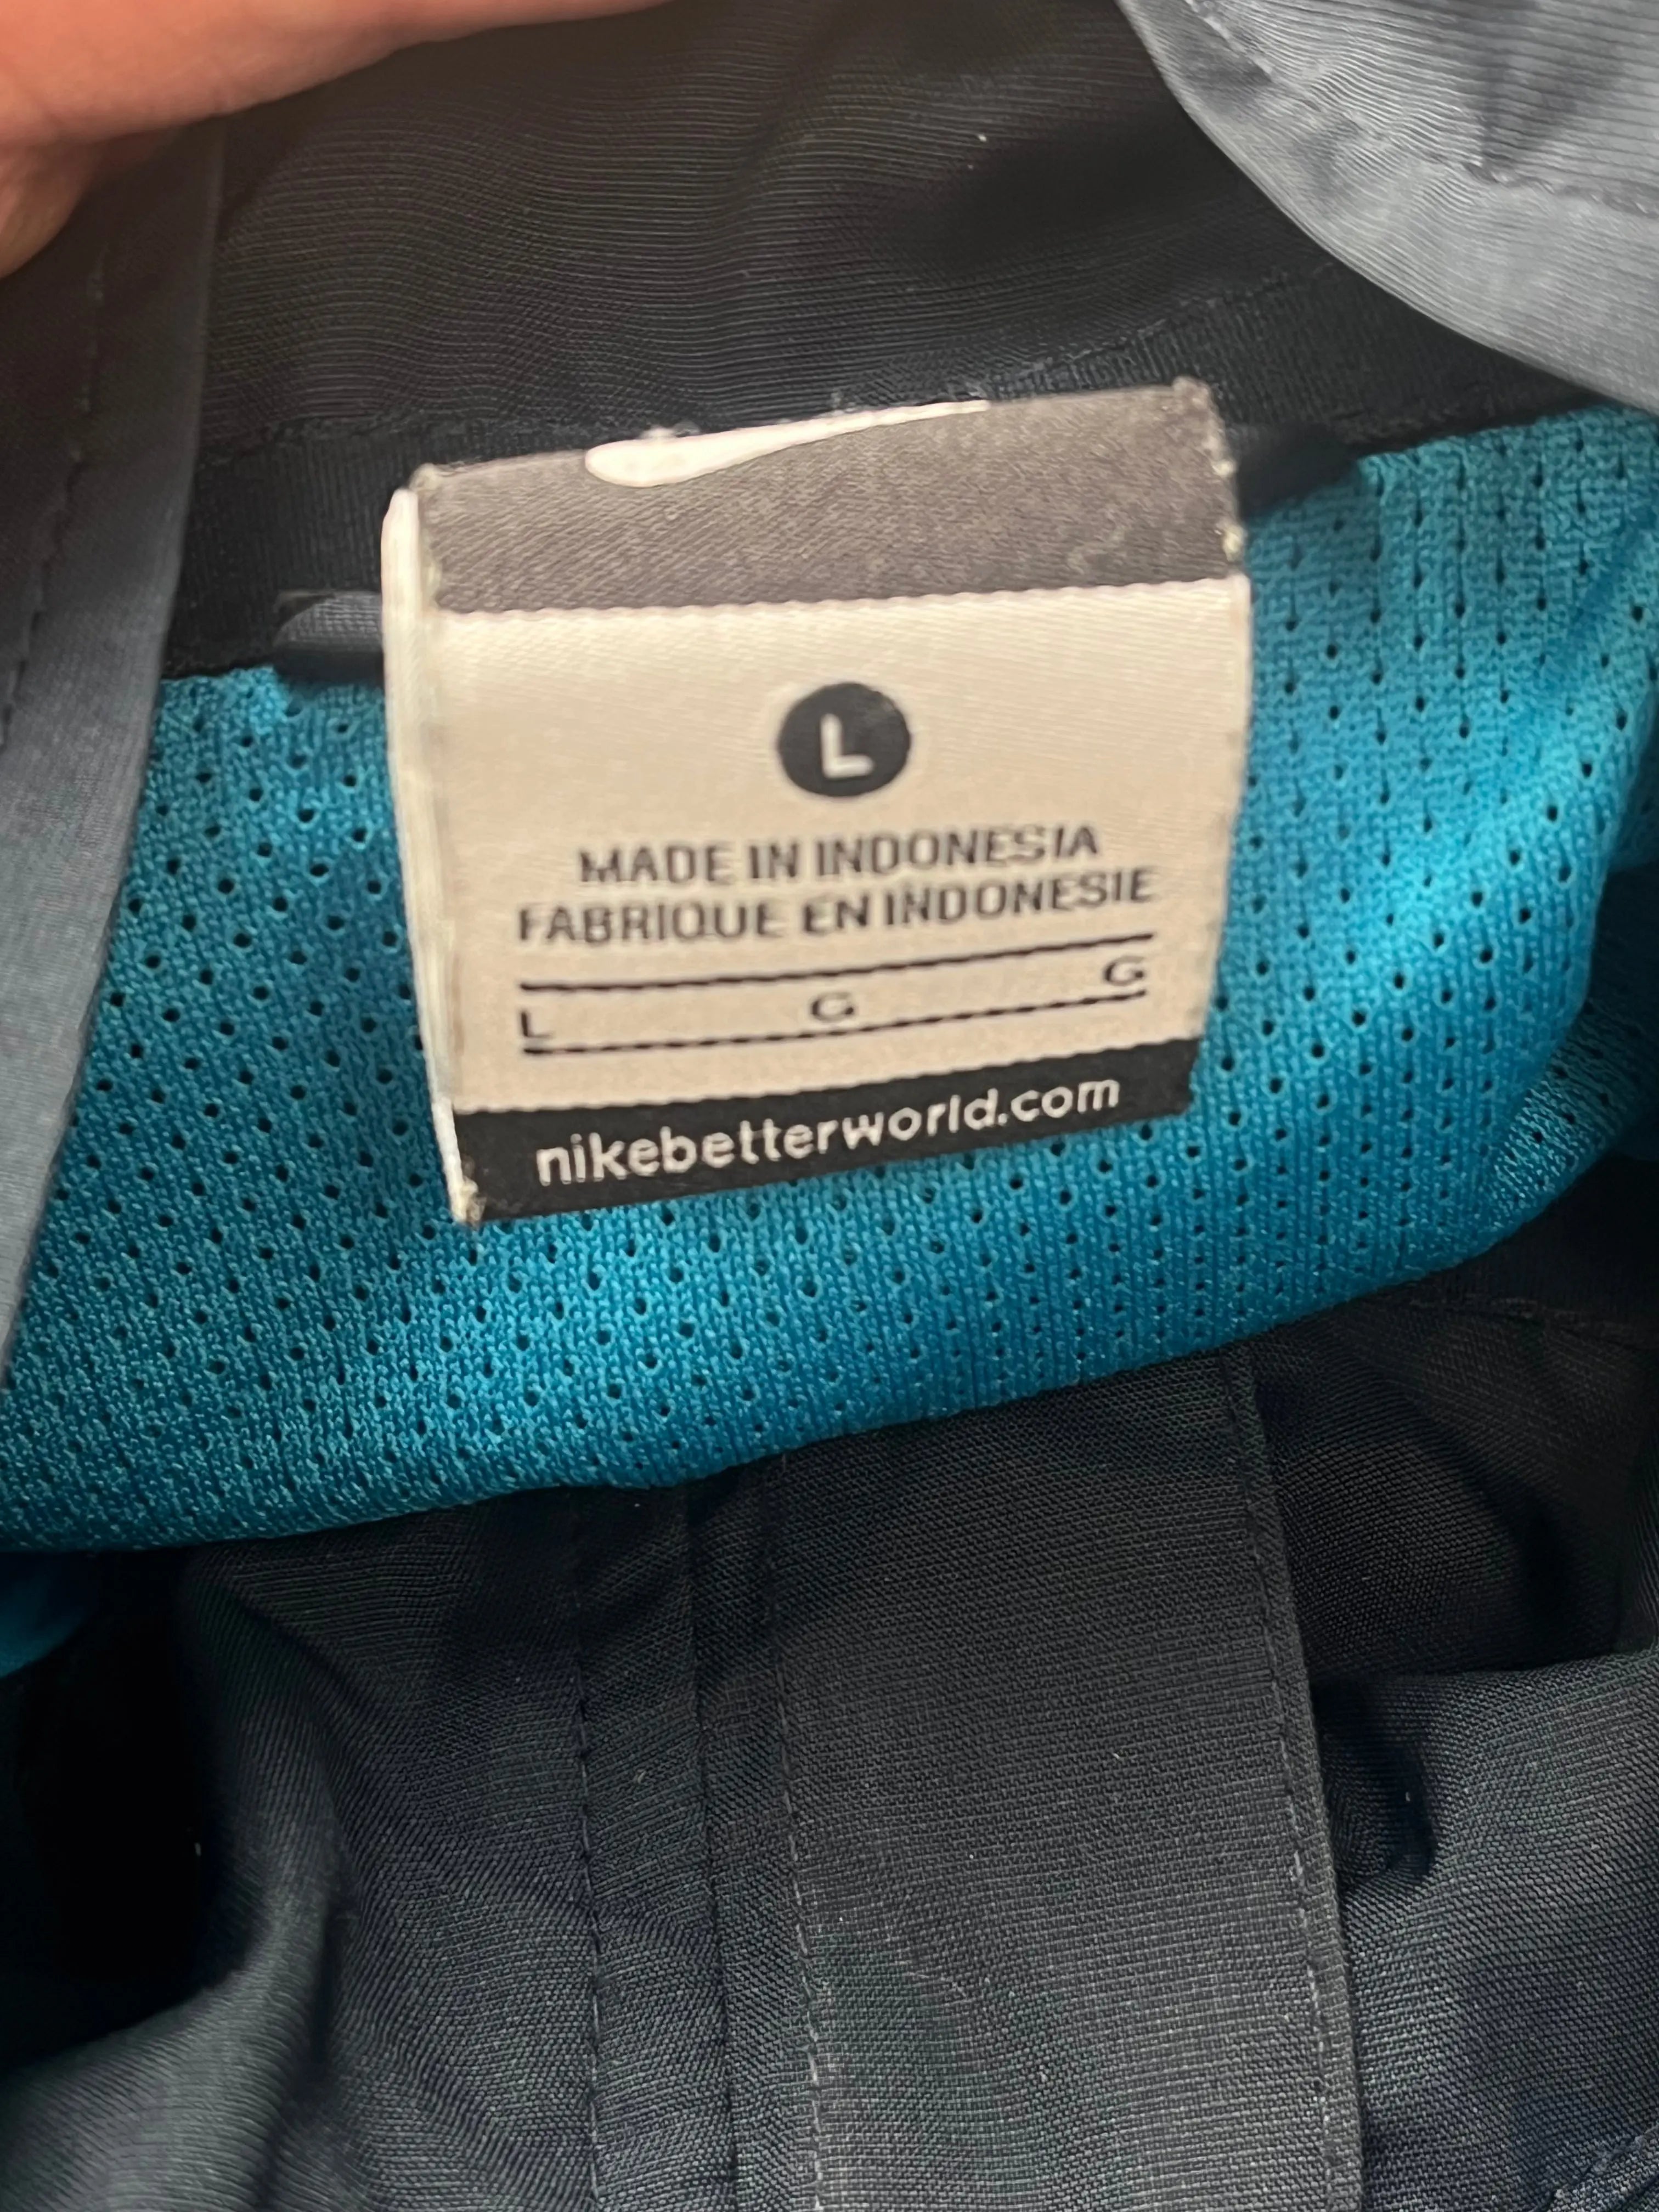 L
MADE IN INDONESIA
FABRIQUE EN INDONESIE
L G G
nikebetterworld.com